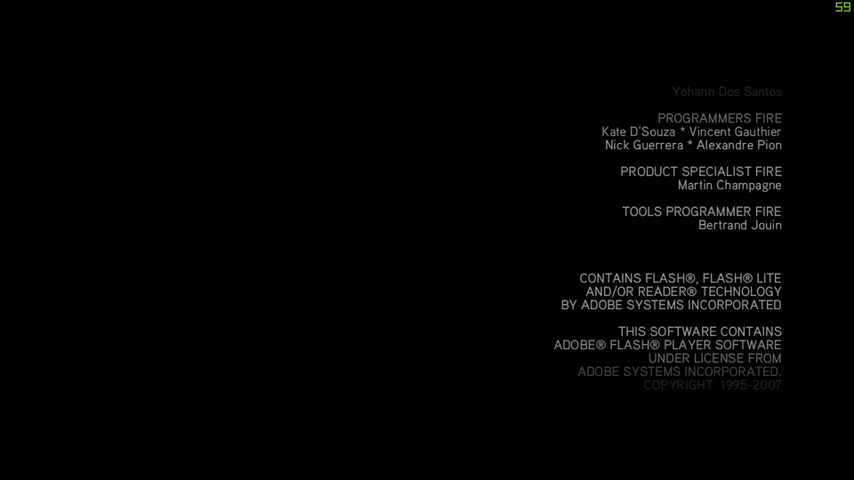 59
Yohann Dos Santos
PROGRAMMERS FIRE
Kate D'Souza * Vincent Gauthier
Nick Guerrera * Alexandre Pion
PRODUCT SPECIALIST FIRE
Martin Champagne
TOOLS PROGRAMMER FIRE
Bertrand Jouin
CONTAINS FLASH®, FLASH® LITE
AND/OR READER® TECHNOLOGY
BY ADOBE SYSTEMS INCORPORATED
THIS SOFTWARE CONTAINS
ADOBE® FLASH® PLAYER SOFTWARE
UNDER LICENSE FROM
ADOBE SYSTEMS INCORPORATED.
COPYRIGHT 1995-2007